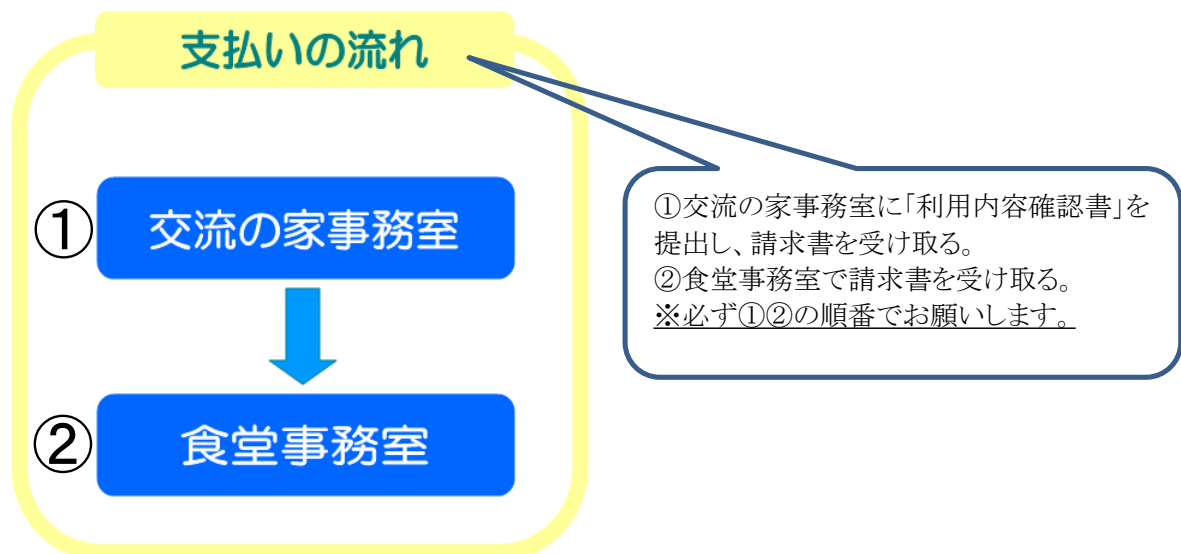 支払いの流れ
①
交流の家事務室
②
食堂事務室
①交流の家事務室に「利用内容確認書」を
提出し、請求書を受け取る。
②食堂事務室で請求書を受け取る。
※必ず①②の順番でお願いします。